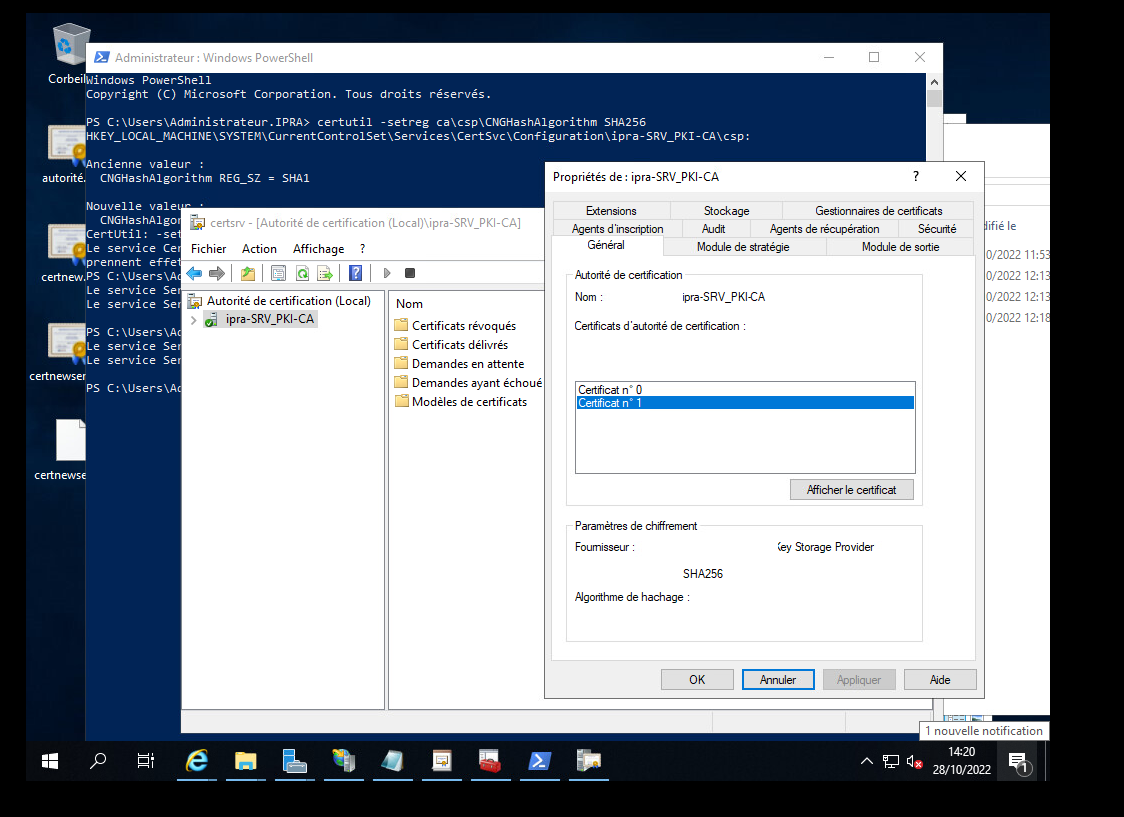 Corbeil
autorité.
certnew.
certnewser
certnewse
Administrateur : Windows PowerShell
Windows PowerShell
Copyright (C) Microsoft Corporation. Tous droits réservés.
PS C:\Users\Administrateur.IPRA> certutil -setreg ca\csp\CNGHashAlgorithm SHA256
HKEY_LOCAL_MACHINE\SYSTEM\CurrentControlSet\Services\CertSvc\Configuration\ipra-SRV_PKI-CA\csp:
Ancienne valeur :
CNGHashAlgorithm REG_SZ = SHA1
Nouvelle valeur :
CNGHashAlgor
CertUtil: -set
Le service Cer
prennent effet
PS C:\Users\Ad
Le service Ser
Le service Ser
PS C:\Users\Ad
Le service Ser
Le service Ser
PS C:\Users\Ad
certsrv - [Autorité de certification (Local)\ipra-SRV_PKI-CA]
Fichier Action Affichage ?
Autorité de certification (Local)
ipra-SRV_PKI-CA
Nom
Certificats révoqués
Certificats délivrés
Demandes en attente
Demandes ayant échoué
Modèles de certificats
Propriétés de : ipra-SRV_PKI-CA
Extensions Stockage Gestionnaires de certificats
Agents d'inscription Audit Agents de récupération Sécurité
Général Module de stratégie Module de sortie
Autorité de certification
Nom : ipra-SRV_PKI-CA
Certificats d'autorité de certification :
Certificat n° 0
Certificat n° 1
Afficher le certificat
Paramètres de chiffrement
Fournisseur : Key Storage Provider
SHA256
Algorithme de hachage :
OK Annuler Appliquer Aide
difié le
0/2022 11:53
0/2022 12:13
0/2022 12:13
0/2022 12:18
1 nouvelle notification
14:20
28/10/2022
1